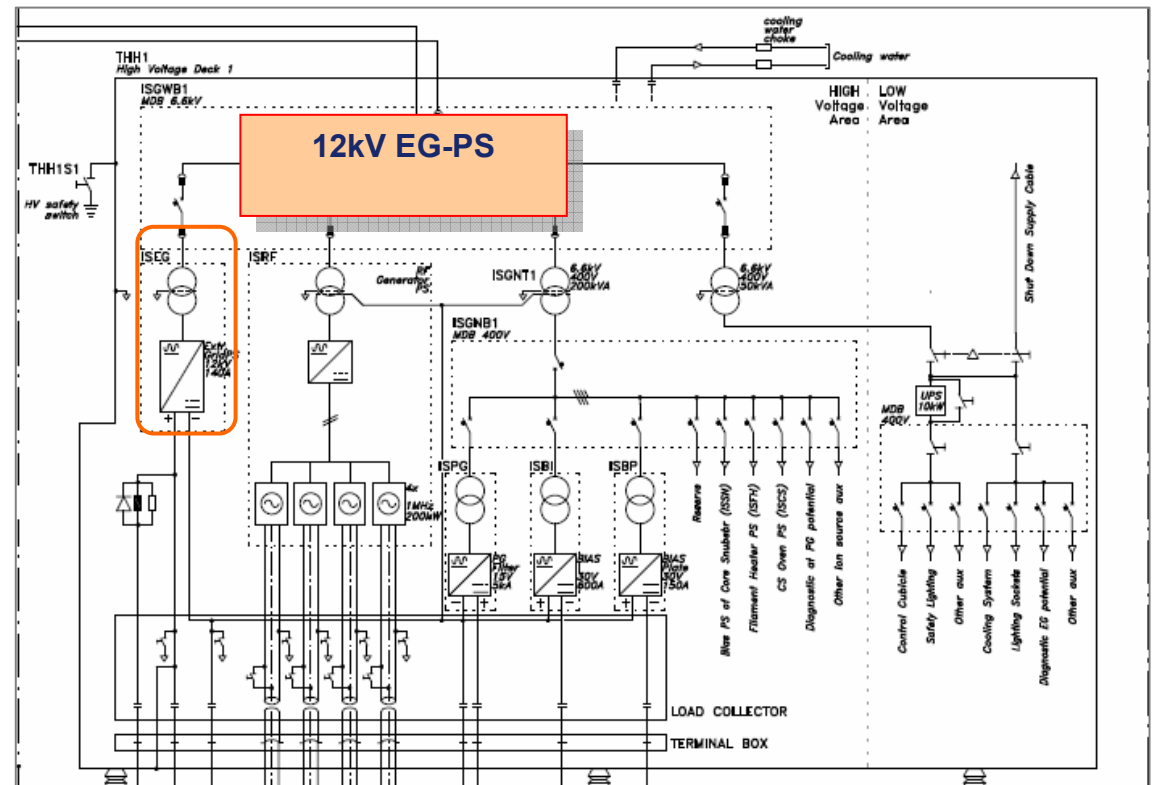 cooling
water
choke
Cooling water
THH1
High Voltage Deck 1
ISGWB1
MDB 6.6kV
HIGH LOW
Voltage Voltage
Area Area
12kV EG-PS
THH1S1
HV safety
switch
Shut Down Supply Cable
ISEG
ISRF
RF
Generator
PS
ISGNT1
6.6kV
400V
200kVA
6.6kV
400V
50kVA
ISGNB1
MDB 400V
Extr.
GridPS
12kV
140A
+ -
UPS
10kW
MDB
400V
ISPG
ISBI
ISBP
4x
1MHz
200kW
PG
Filter
15V
5kA
- +
BIAS
30V
600A
- +
BIAS
Plate
30V
150A
- +
Reserve
Bias PS of Core Snubebr (ISSN)
Filament Heater PS (ISFH)
CS Oven PS (ISCS)
Diagnostic at PG potential
Other ion source aux
Control Cubicle
Safety Lighting
Other aux
Cooling System
Lighting Sockets
Diagnostic EG potential
Other aux
LOAD COLLECTOR
TERMINAL BOX